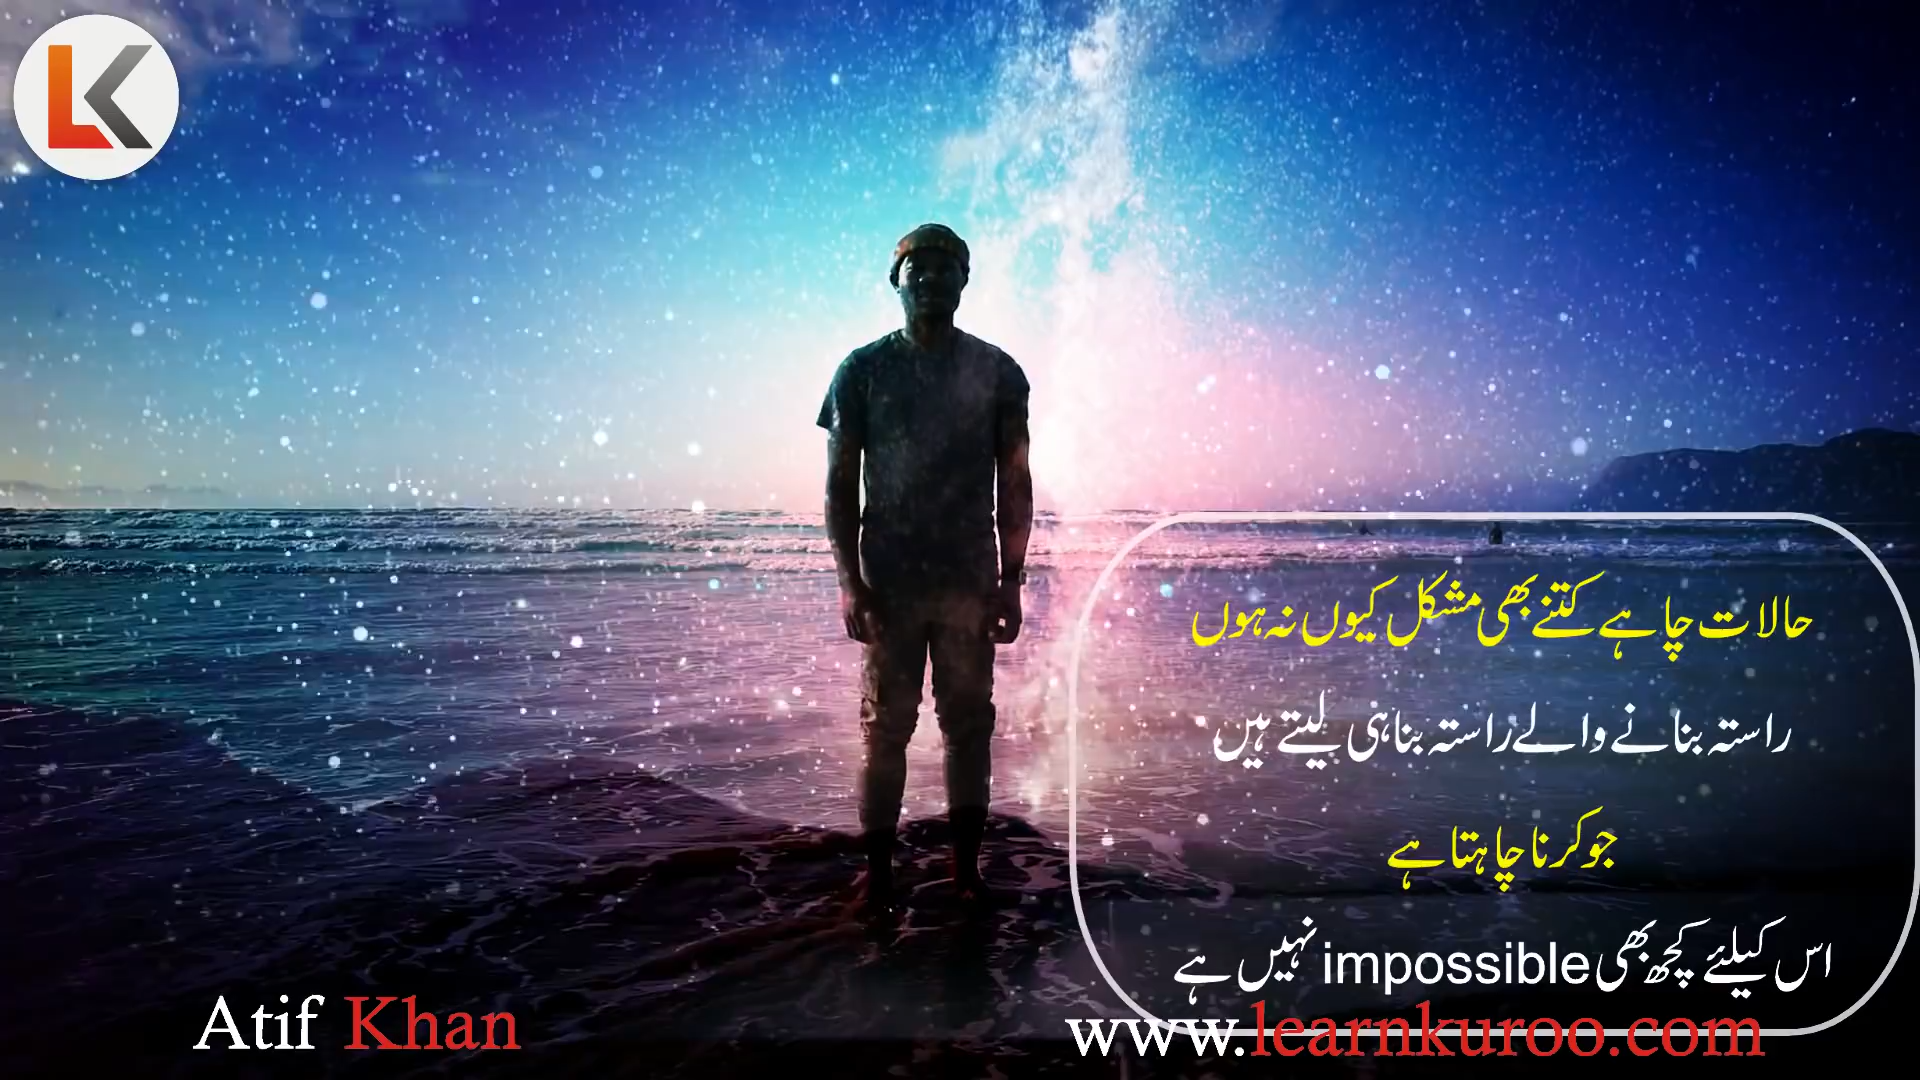 LK
حالات چاہے کتنے بھی مشکل کیوں نہ ہوں
راستہ بنانے والے راستہ بنا ہی لیتے ہیں
جو کرنا چاہتا ہے
اس کیلئے کچھ بھی impossible نہیں ہے
Atif Khan
www.learnkuroo.com